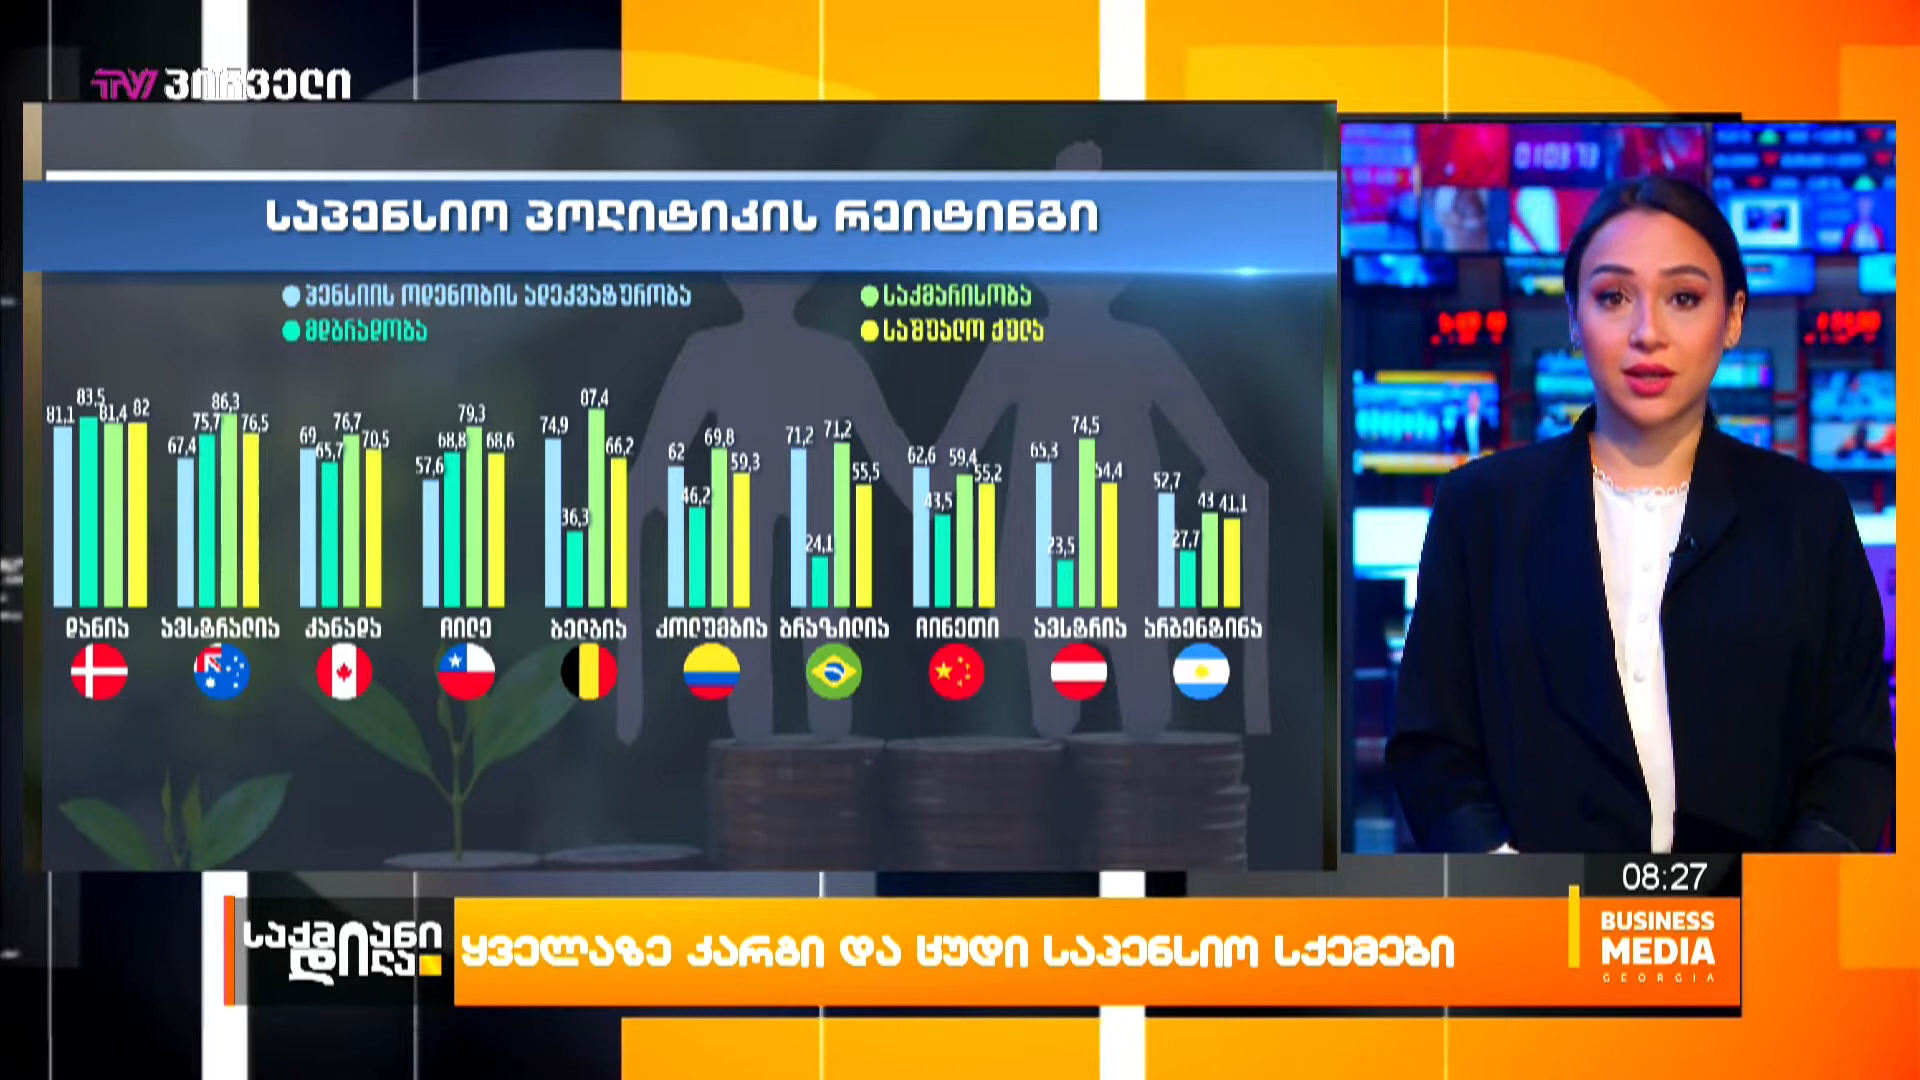 TV პირველი
საპენსიო პოლიტიკის რეიტინგი
პენსიის ოდენობის ადეკვატურობა
საკმარისობა
მდგრადობა
საშუალო ქულა
81,1 83,5 81,4 82
67,4 75,7 86,3 76,5
69 65,7 76,7 70,5
57,6 68,8 79,3 68,6
74,9 36,3 87,4 66,2
62 46,2 69,8 59,3
71,2 24,1 71,2 55,5
62,6 43,5 59,4 55,2
65,3 23,5 74,5 54,4
52,7 27,7 43 41,1
დანია ავსტრალია კანადა ჩილე ბელგია კოლუმბია ბრაზილია ჩინეთი ავსტრია არგენტინა
08:27
საქმიანი
დილა
ყველაზე კარგი და ცუდი საპენსიო სქემები
BUSINESS
MEDIA
GEORGIA